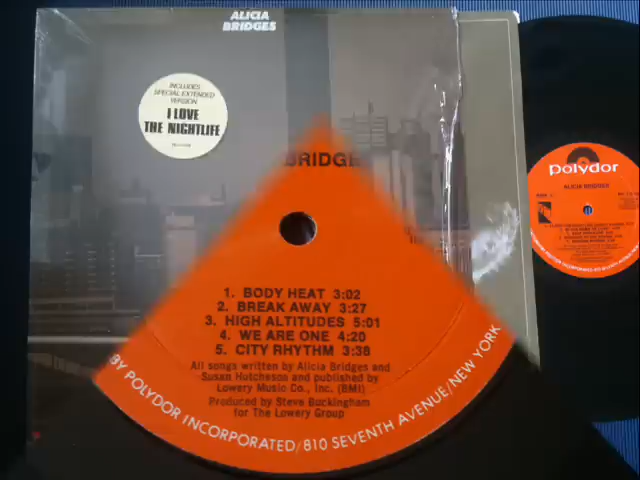 ALICIA
BRIDGES
INCLUDES
SPECIAL EXTENDED
VERSION
I LOVE
THE NIGHTLIFE
BRIDGE
1. BODY HEAT 3:02
2. BREAK AWAY 3:27
3. HIGH ALTITUDES 5:01
4. WE ARE ONE 4:20
5. CITY RHYTHM 3:38
All songs written by Alicia Bridges and
Susan Hutcheson and published by
Lowery Music Co., Inc. (BMI)
Produced by Steve Buckingham
for The Lowery Group
BY POLYDOR INCORPORATED/810 SEVENTH AVENUE/NEW YORK
polydor
ALICIA BRIDGES